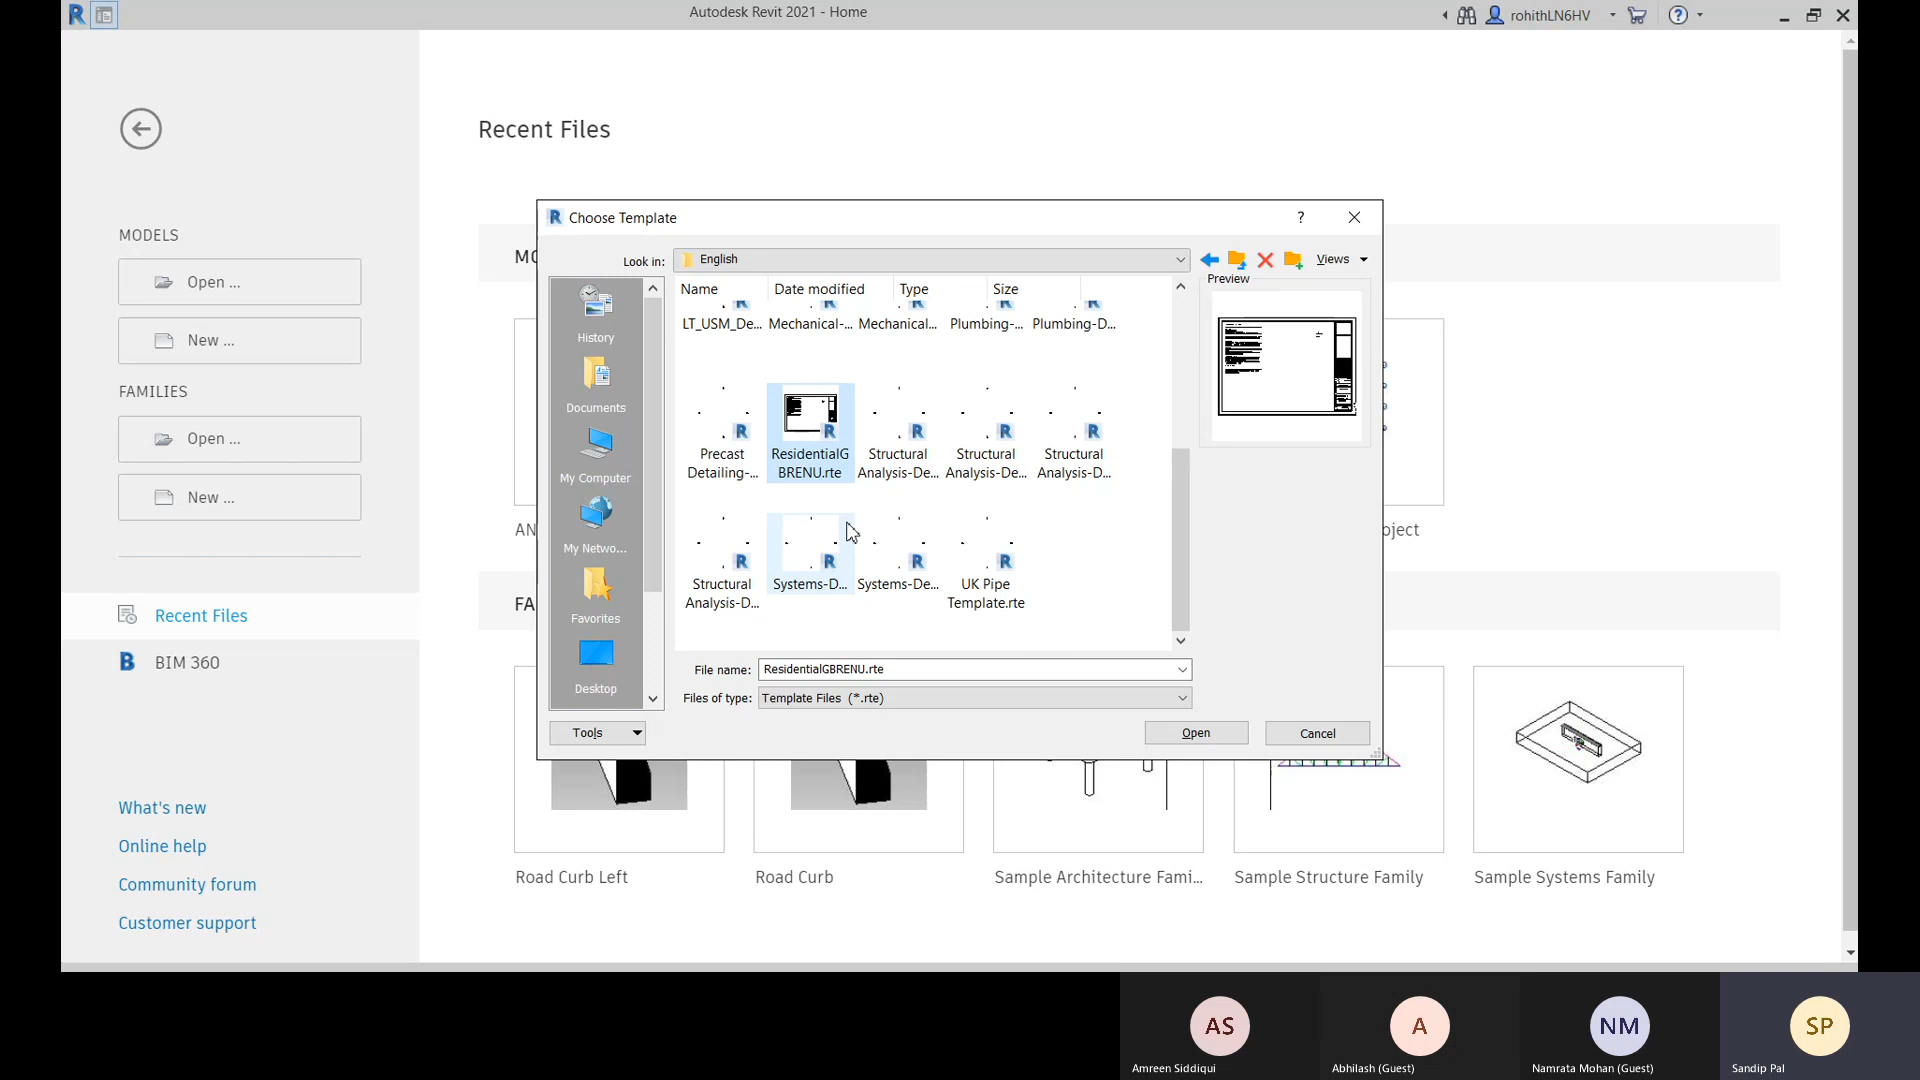 Autodesk Revit 2021 - Home
rohithLN6HV
Recent Files
MODELS
Open ...
New ...
FAMILIES
Open ...
New ...
Recent Files
BIM 360
What's new
Online help
Community forum
Customer support
MO
AN
oject
FA
Choose Template
?
Look in:
English
Views
Name
Date modified
Type
Size
Preview
History
Documents
My Computer
My Netwo...
Favorites
Desktop
LT_USM_De...
Mechanical-...
Mechanical...
Plumbing-...
Plumbing-D...
Precast
Detailing-...
ResidentialG
BRENU.rte
Structural
Analysis-De...
Structural
Analysis-De...
Structural
Analysis-D...
Structural
Analysis-D...
Systems-D...
Systems-De...
UK Pipe
Template.rte
File name:
ResidentialGBRENU.rte
Files of type:
Template Files (*.rte)
Tools
Open
Cancel
Road Curb Left
Road Curb
Sample Architecture Fami...
Sample Structure Family
Sample Systems Family
AS
Amreen Siddiqui
A
Abhilash (Guest)
NM
Namrata Mohan (Guest)
SP
Sandip Pal